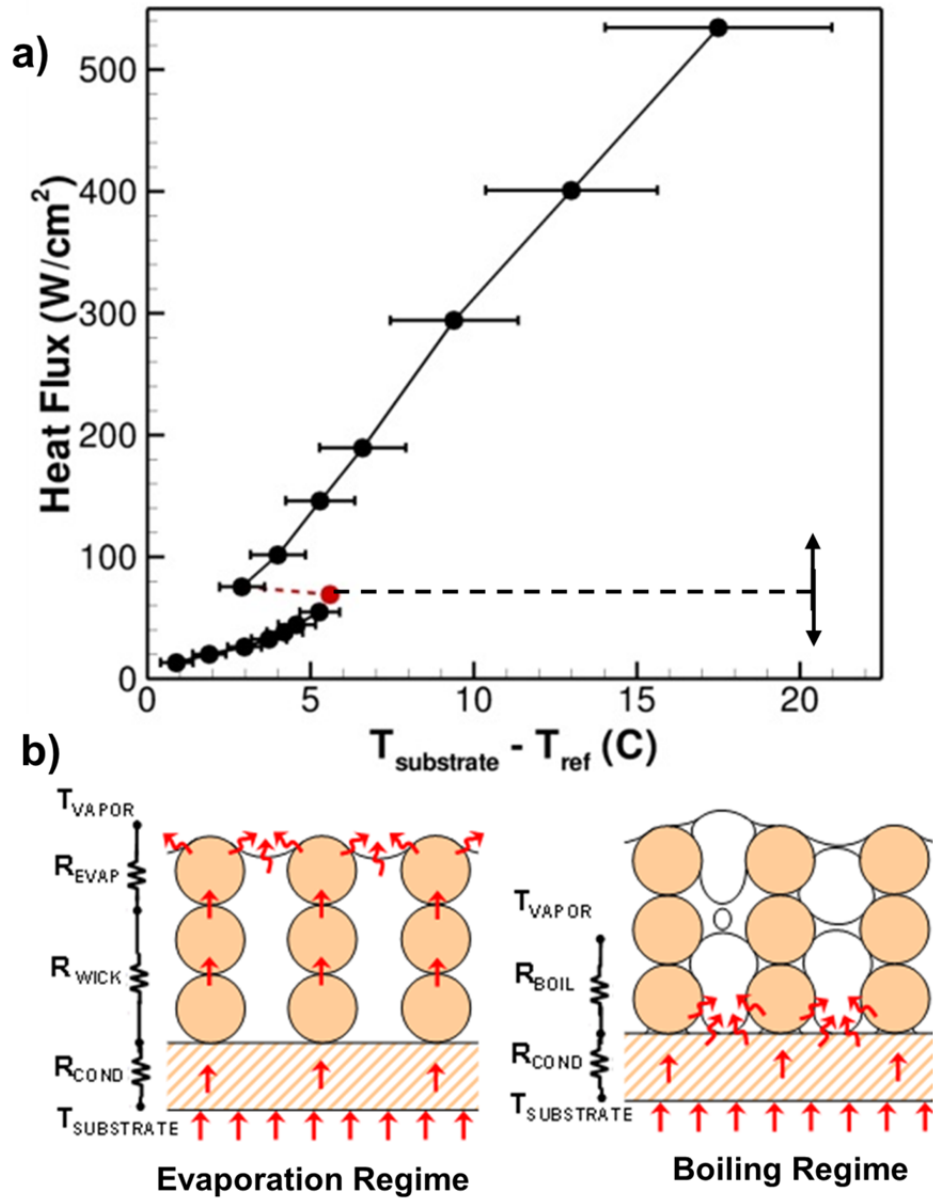 a)
Heat Flux (W/cm²)
500
400
300
200
100
0
0 5 10 15 20
Tsubstrate - Tref (C)
b)
TVAPOR
REVAP
RWICK
RCOND
TSUBSTRATE
Evaporation Regime
TVAPOR
RBOIL
RCOND
TSUBSTRATE
Boiling Regime